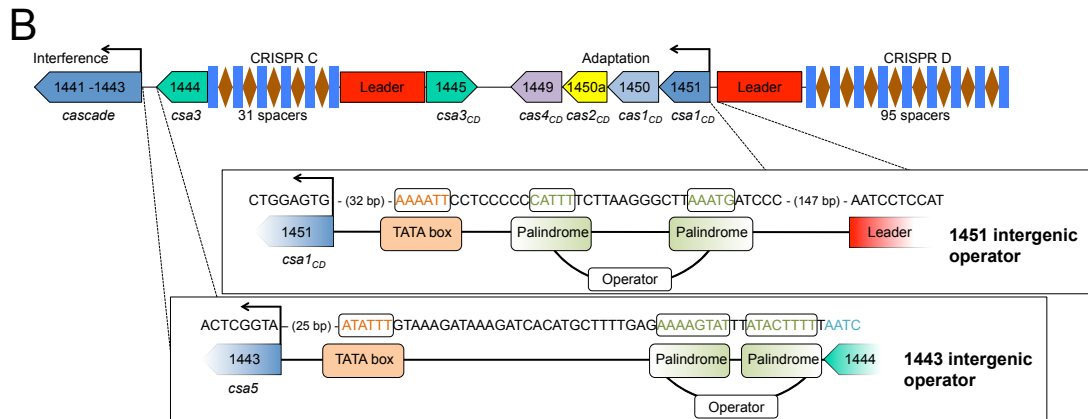 B
Interference
CRISPR C
Adaptation
CRISPR D
1441 -1443
1444
Leader
1445
1449
1450a
1450
1451
Leader
cascade
csa3
31 spacers
csa3CD
cas4CD
cas2CD
cas1CD
csa1CD
95 spacers
CTGGAGTG - (32 bp) - AAAATTCCTCCCCCCATTTTCTTAAGGGCTTAAATGATCCC - (147 bp) - AATCCTCCAT
1451
TATA box
Palindrome
Palindrome
Leader
1451 intergenic
operator
csa1CD
Operator
ACTCGGTA - (25 bp) - ATATTTGTAAAGATAAAGATCACATGCTTTTGAGAAAAGTATTTATACTTTTTAATC
1443
TATA box
Palindrome
Palindrome
1444
1443 intergenic
operator
csa5
Operator